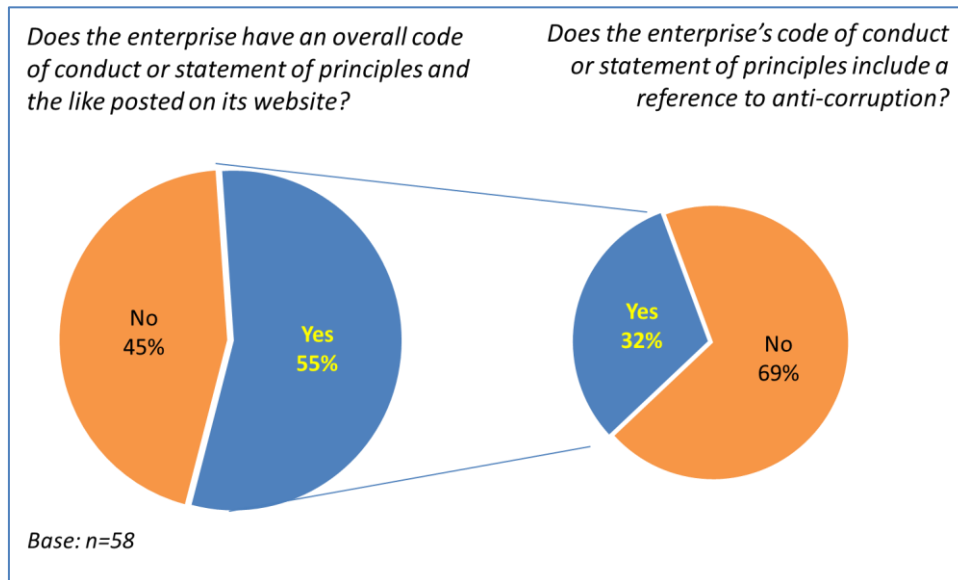 Does the enterprise have an overall code
of conduct or statement of principles and
the like posted on its website?
Does the enterprise's code of conduct
or statement of principles include a
reference to anti-corruption?
No
45%
Yes
55%
Yes
32%
No
69%
Base: n=58